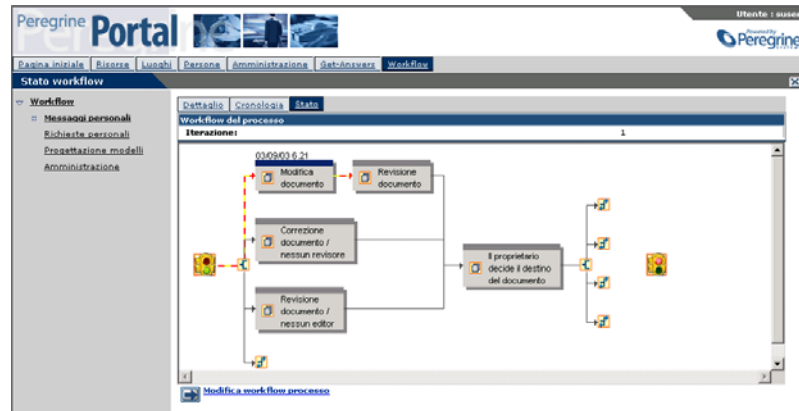 Utente : suser
Peregrine Portal
Powered by
Peregrine
Pagina iniziale Risorse Luoghi Persone Amministrazione Get-Answers Workflow
Stato workflow
Workflow
Messaggi personali
Richieste personali
Progettazione modelli
Amministrazione
Dettaglio Cronologia Stato
Workflow del processo
Iterazione: 1
03/09/03 6.21
Modifica
documento
Revisione
documento
Correzione
documento /
nessun revisore
Il proprietario
decide il destino
del documento
Revisione
documento /
nessun editor
Modifica workflow processo